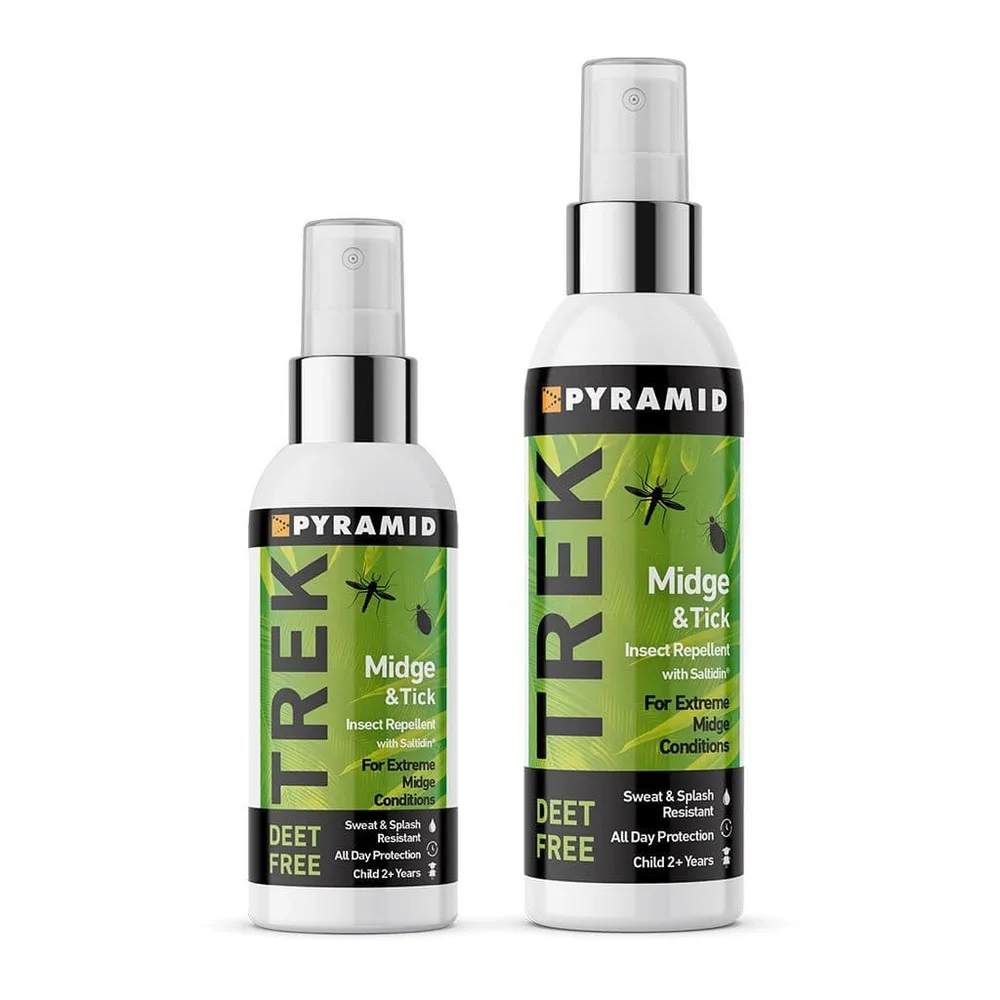 PYRAMID
TREK
Midge
& Tick
Insect Repellent
with Saltidin®
For Extreme
Midge
Conditions
DEET
FREE
Sweat & Splash
Resistant
All Day Protection
Child 2+ Years
PYRAMID
TREK
Midge
& Tick
Insect Repellent
with Saltidin®
For Extreme
Midge
Conditions
DEET
FREE
Sweat & Splash
Resistant
All Day Protection
Child 2+ Years